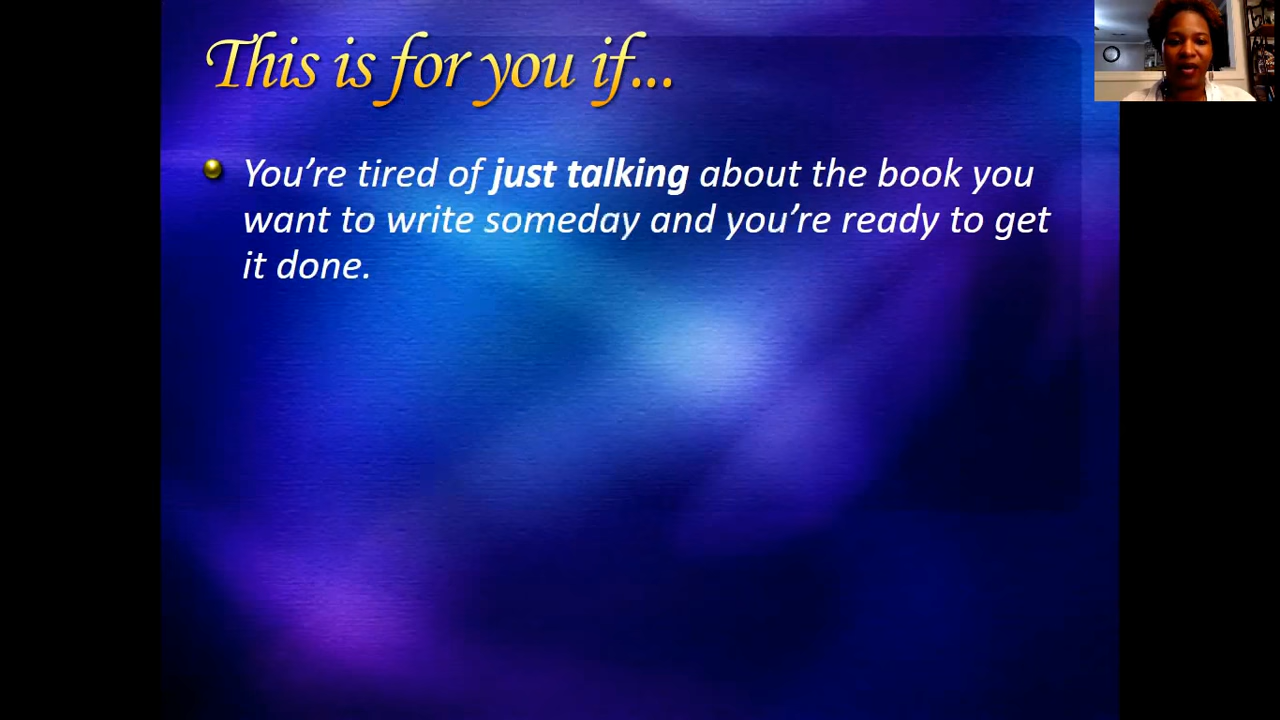 This is for you if...
You’re tired of just talking about the book you
want to write someday and you’re ready to get
it done.